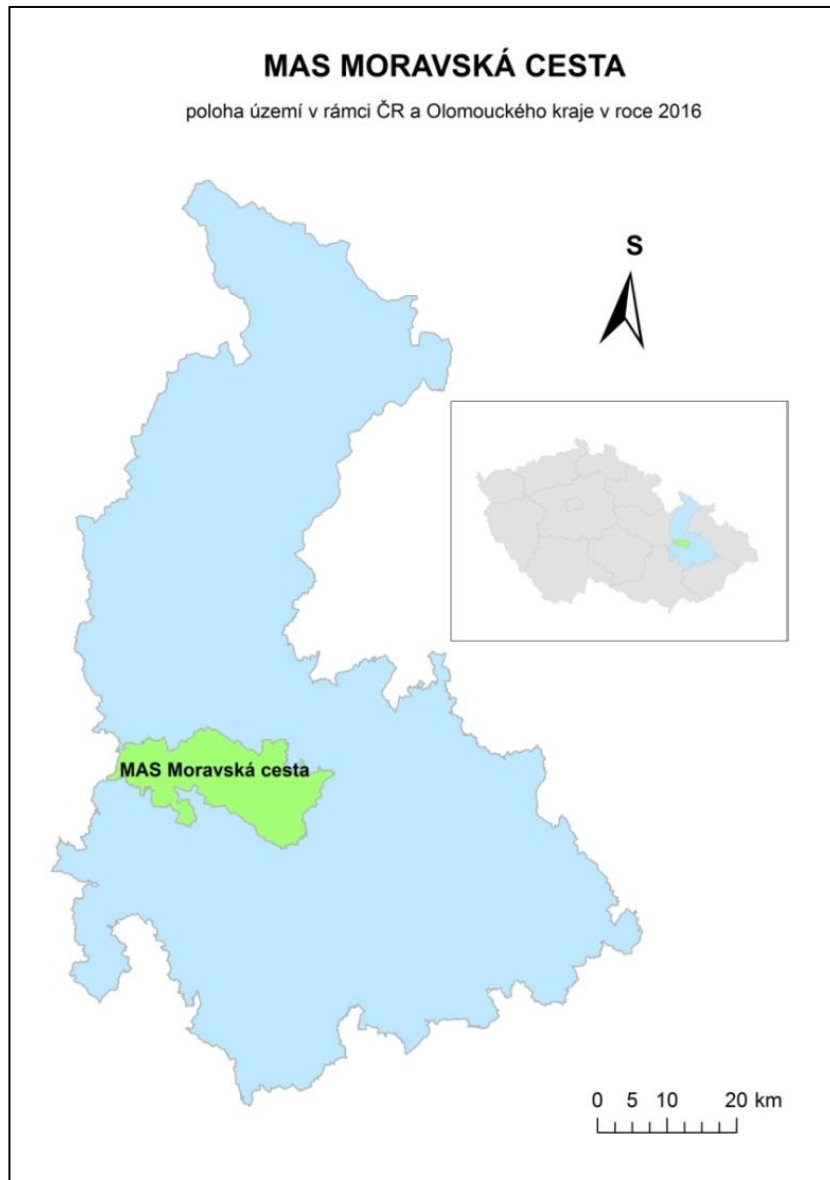 MAS MORAVSKÁ CESTA
poloha území v rámci ČR a Olomouckého kraje v roce 2016
S
MAS Moravská cesta
0 5 10 20 km